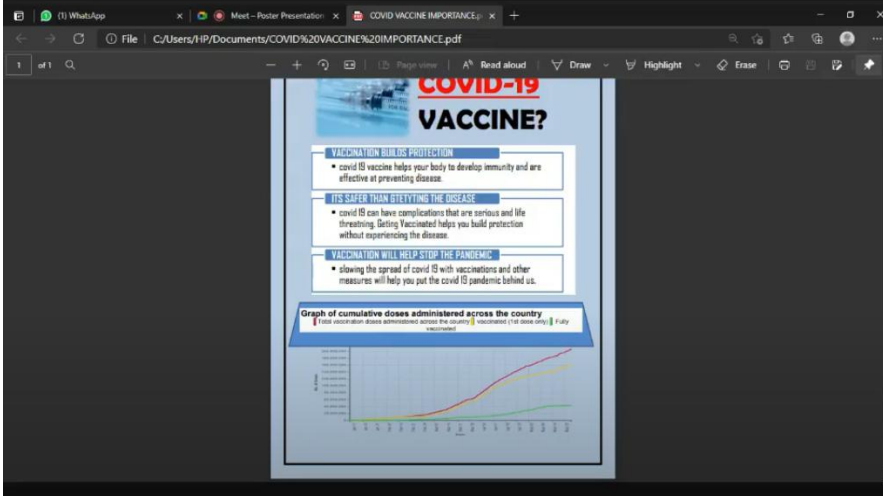 (1) WhatsApp
Meet – Poster Presentation
COVID VACCINE IMPORTANCE.p
File C:/Users/HP/Documents/COVID%20VACCINE%20IMPORTANCE.pdf
1 of 1 Page view Read aloud Draw Highlight Erase
COVID-19
VACCINE?
VACCINATION BUILDS PROTECTION
• covid 19 vaccine helps your body to develop immunity and are
effective at preventing disease.
ITS SAFER THAN GTETYTING THE DISEASE
• covid 19 can have complications that are serious and life
threatning. Geting Vaccinated helps you build protection
without experiencing the disease.
VACCINATION WILL HELP STOP THE PANDEMIC
• slowing the spread of covid 19 with vaccinations and other
measures will help you put the covid 19 pandemic behind us.
Graph of cumulative doses administered across the country
Total vaccination doses administered across the country vaccinated (1st dose only) Fully
vaccinated